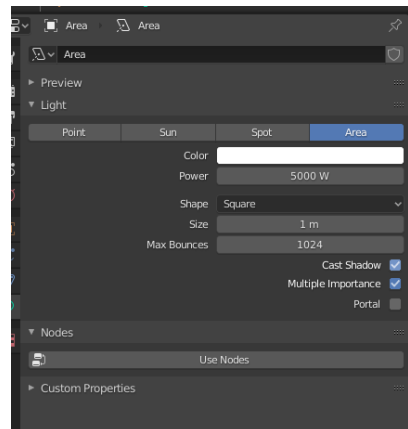 Area Area
Area
Preview
Light
Point Sun Spot Area
Color
Power 5000 W
Shape Square
Size 1 m
Max Bounces 1024
Cast Shadow
Multiple Importance
Portal
Nodes
Use Nodes
Custom Properties